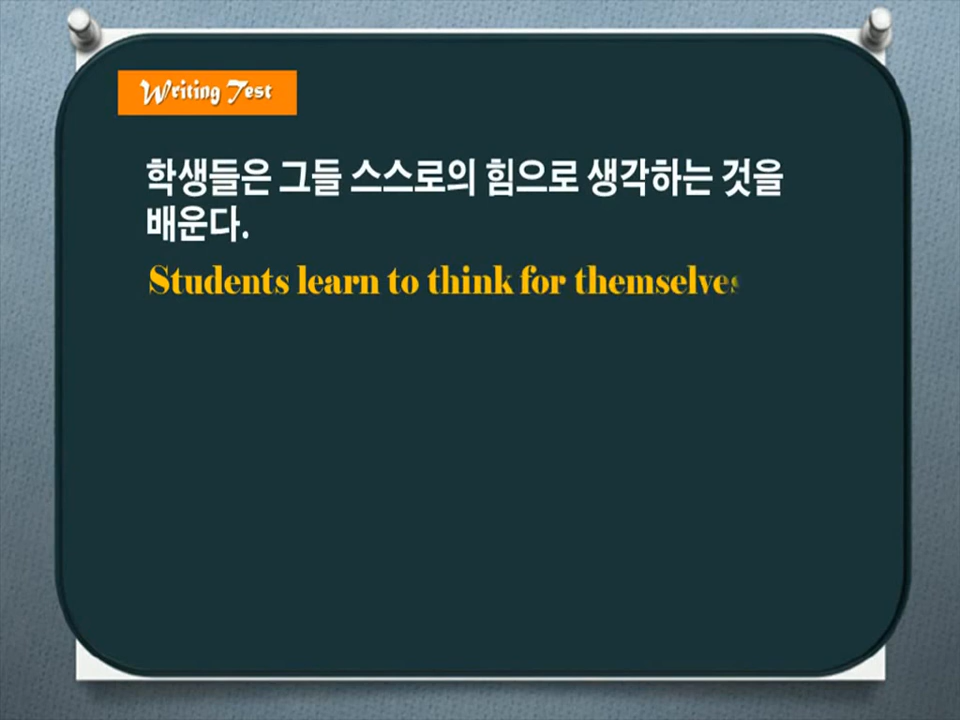 Writing Test
학생들은 그들 스스로의 힘으로 생각하는 것을
배운다.
Students learn to think for themselves